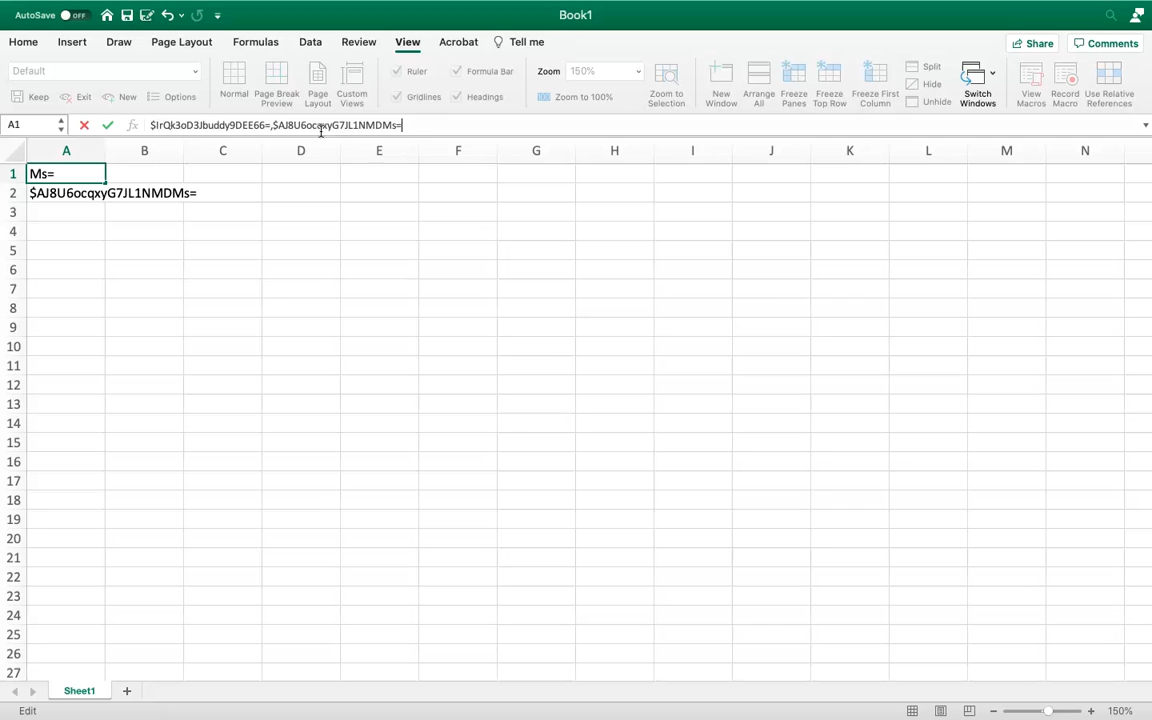 AutoSave OFF Book1
Home Insert Draw Page Layout Formulas Data Review View Acrobat Tell me Share Comments
Default Ruler Formula Bar Zoom 150% Split
Keep Exit New Options Normal Page Break Preview Page Layout Custom Views Gridlines Headings Zoom to 100% Zoom to Selection New Window Arrange All Freeze Panes Freeze Top Row Freeze First Column Hide Unhide Switch Windows View Macros Record Macro Use Relative References
A1 fx $IrQk3oD3Jbuddy9DEE66=,$AJ8U6ocqxyG7JL1NMDMs=
A B C D E F G H I J K L M N
1 Ms=
2 $AJ8U6ocqxyG7JL1NMDMs=
3
4
5
6
7
8
9
10
11
12
13
14
15
16
17
18
19
20
21
22
23
24
25
26
27
Sheet1
Edit 150%